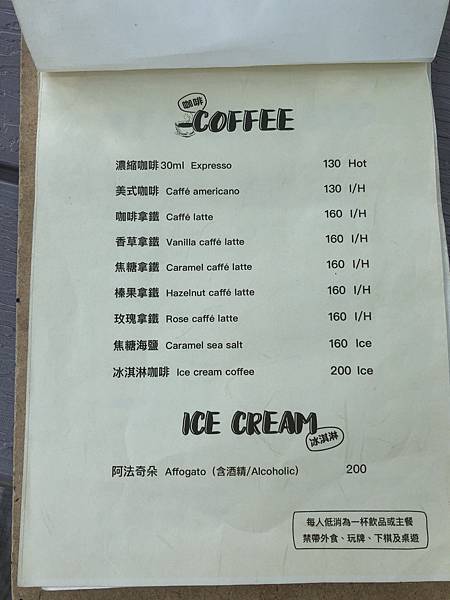 咖啡
COFFEE
濃縮咖啡30ml Expresso 130 Hot
美式咖啡 Caffé americano 130 I/H
咖啡拿鐵 Caffé latte 160 I/H
香草拿鐵 Vanilla caffé latte 160 I/H
焦糖拿鐵 Caramel caffé latte 160 I/H
榛果拿鐵 Hazelnut caffé latte 160 I/H
玫瑰拿鐵 Rose caffé latte 160 I/H
焦糖海鹽 Caramel sea salt 160 Ice
冰淇淋咖啡 Ice cream coffee 200 Ice
ICE CREAM
冰淇淋
阿法奇朵 Affogato（含酒精/Alcoholic） 200
每人低消為一杯飲品或主餐
禁帶外食、玩牌、下棋及桌遊